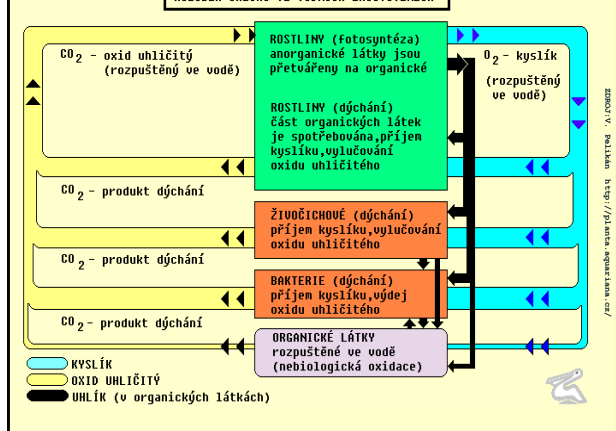 CO2 - oxid uhličitý
(rozpuštěný ve vodě)
ROSTLINY (fotosyntéza)
anorganické látky jsou
přetvářeny na organické
O2 - kyslík
(rozpuštěný
ve vodě)
ROSTLINY (dýchání)
část organických látek
je spotřebována,příjem
kyslíku,vylučování
oxidu uhličitého
CO2 - produkt dýchání
ŽIVOČICHOVÉ (dýchání)
příjem kyslíku,vylučování
oxidu uhličitého
CO2 - produkt dýchání
BAKTERIE (dýchání)
příjem kyslíku,výdej
oxidu uhličitého
CO2 - produkt dýchání
ORGANICKÉ LÁTKY
rozpuštěné ve vodě
(nebiologická oxidace)
KYSLÍK
OXID UHLIČITÝ
UHLÍK (v organických látkách)
ZDROJ:V. Pelikán http://planta.aquariana.cz/